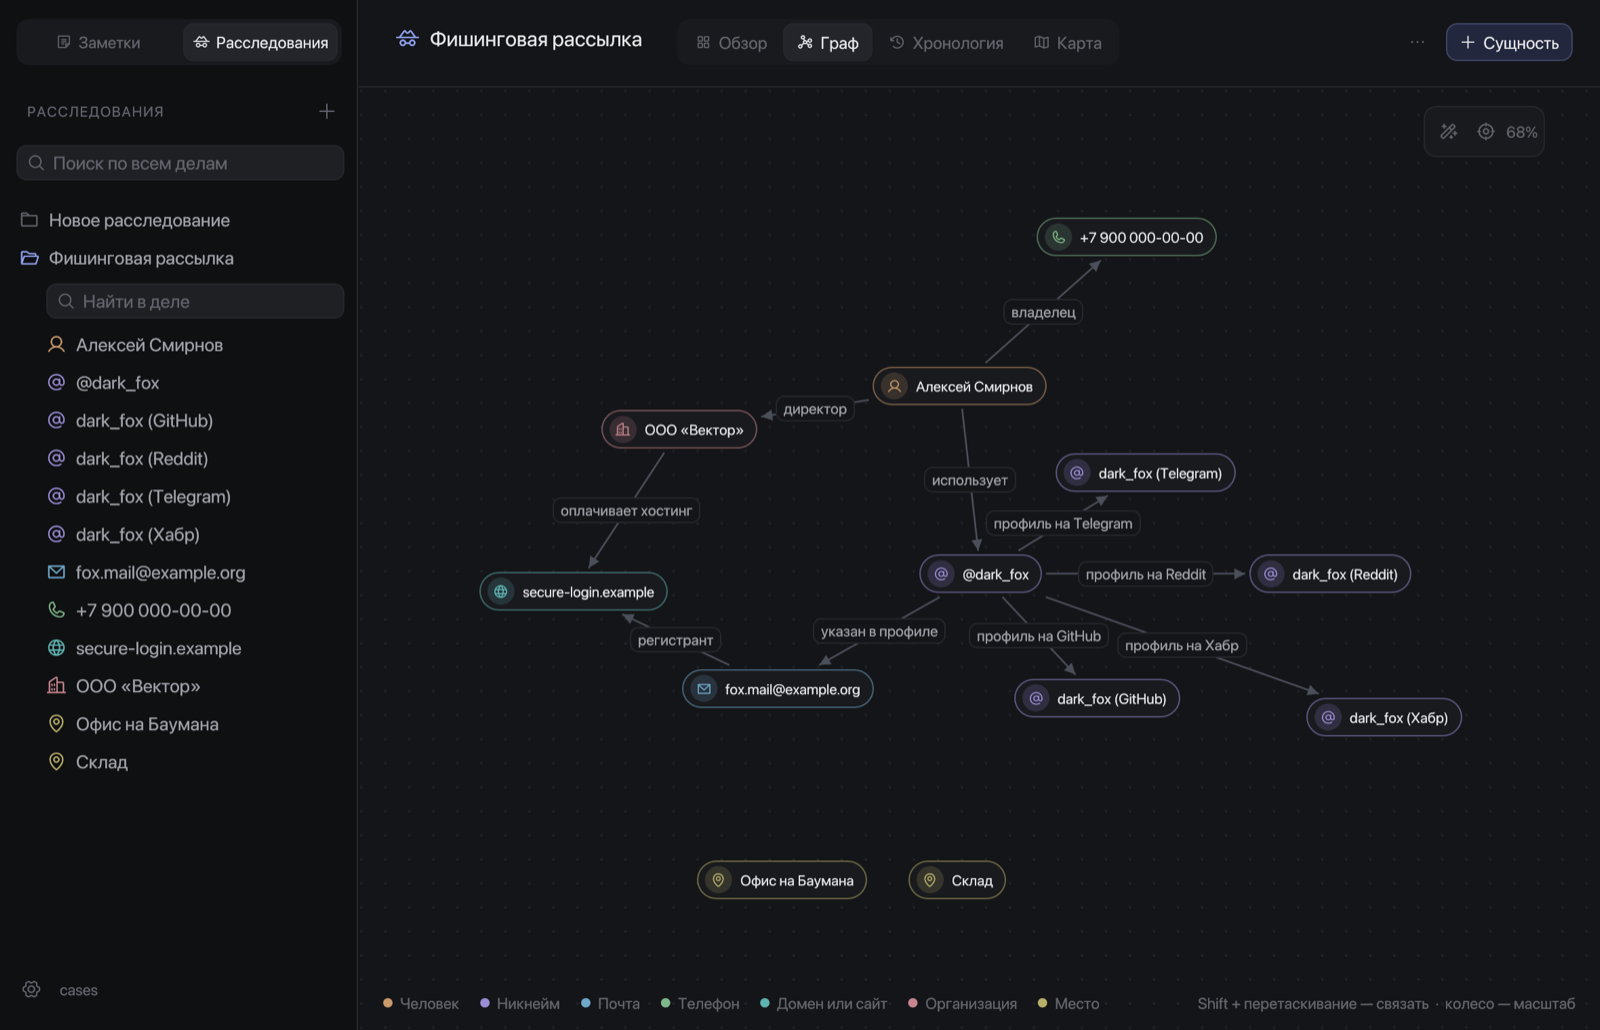 Заметки
Расследования
РАССЛЕДОВАНИЯ
Поиск по всем делам
Новое расследование
Фишинговая рассылка
Найти в деле
Алексей Смирнов
@dark_fox
dark_fox (GitHub)
dark_fox (Reddit)
dark_fox (Telegram)
dark_fox (Хабр)
fox.mail@example.org
+7 900 000-00-00
secure-login.example
ООО «Вектор»
Офис на Баумана
Склад
cases
Фишинговая рассылка
Обзор
Граф
Хронология
Карта
+ Сущность
68%
+7 900 000-00-00
владелец
Алексей Смирнов
директор
ООО «Вектор»
использует
dark_fox (Telegram)
оплачивает хостинг
профиль на Telegram
@dark_fox
профиль на Reddit
dark_fox (Reddit)
secure-login.example
указан в профиле
профиль на GitHub
регистрант
профиль на Хабр
fox.mail@example.org
dark_fox (GitHub)
dark_fox (Хабр)
Офис на Баумана
Склад
Человек
Никнейм
Почта
Телефон
Домен или сайт
Организация
Место
Shift + перетаскивание — связать · колесо — масштаб